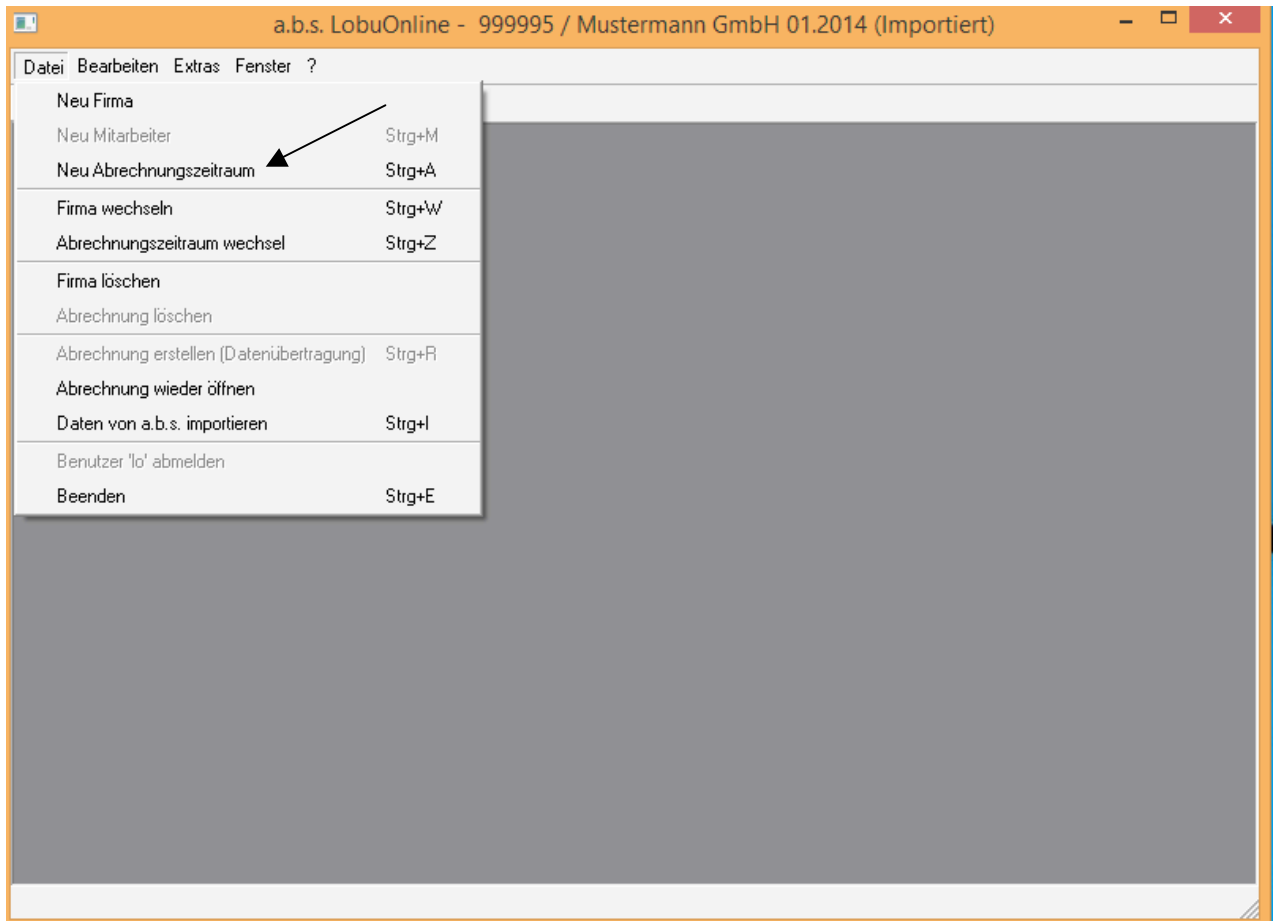 a.b.s. LobuOnline - 999995 / Mustermann GmbH 01.2014 (Importiert)
Datei Bearbeiten Extras Fenster ?
Neu Firma
Neu Mitarbeiter Strg+M
Neu Abrechnungszeitraum Strg+A
Firma wechseln Strg+W
Abrechnungszeitraum wechsel Strg+Z
Firma löschen
Abrechnung löschen
Abrechnung erstellen (Datenübertragung) Strg+R
Abrechnung wieder öffnen
Daten von a.b.s. importieren Strg+I
Benutzer 'lo' abmelden
Beenden Strg+E